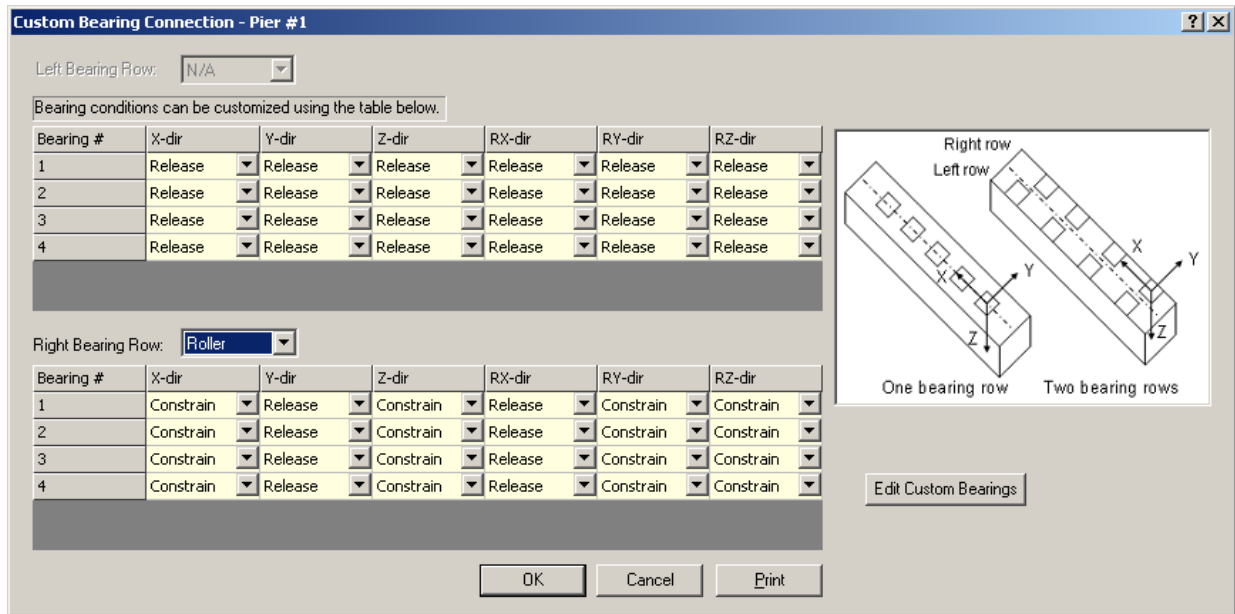 Custom Bearing Connection - Pier #1
Left Bearing Row: N/A
Bearing conditions can be customized using the table below.
Bearing # X-dir Y-dir Z-dir RX-dir RY-dir RZ-dir
1 Release Release Release Release Release Release
2 Release Release Release Release Release Release
3 Release Release Release Release Release Release
4 Release Release Release Release Release Release
Right Bearing Row: Roller
Bearing # X-dir Y-dir Z-dir RX-dir RY-dir RZ-dir
1 Constrain Release Constrain Release Constrain Constrain
2 Constrain Release Constrain Release Constrain Constrain
3 Constrain Release Constrain Release Constrain Constrain
4 Constrain Release Constrain Release Constrain Constrain
Right row
Left row
X Y
X Y
Z Z
One bearing row Two bearing rows
Edit Custom Bearings
OK Cancel Print